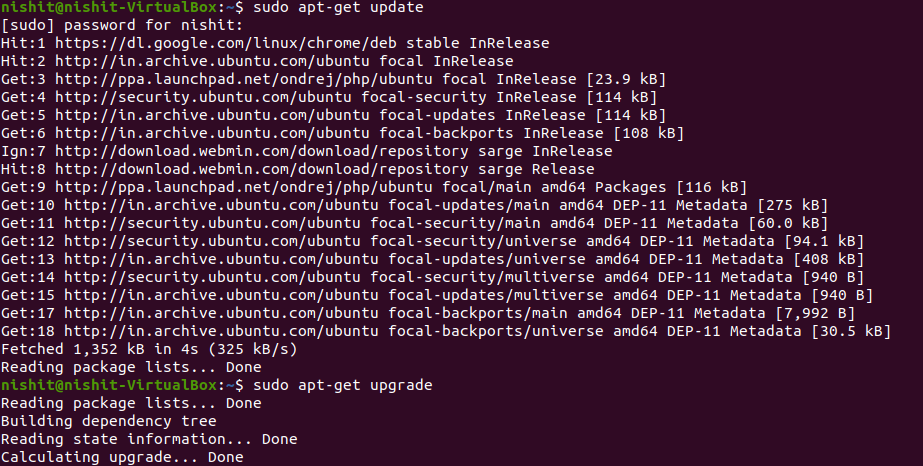 nishit@nishit-VirtualBox:~$ sudo apt-get update
[sudo] password for nishit:
Hit:1 https://dl.google.com/linux/chrome/deb stable InRelease
Hit:2 http://in.archive.ubuntu.com/ubuntu focal InRelease
Get:3 http://ppa.launchpad.net/ondrej/php/ubuntu focal InRelease [23.9 kB]
Get:4 http://security.ubuntu.com/ubuntu focal-security InRelease [114 kB]
Get:5 http://in.archive.ubuntu.com/ubuntu focal-updates InRelease [114 kB]
Get:6 http://in.archive.ubuntu.com/ubuntu focal-backports InRelease [108 kB]
Ign:7 http://download.webmin.com/download/repository sarge InRelease
Hit:8 http://download.webmin.com/download/repository sarge Release
Get:9 http://ppa.launchpad.net/ondrej/php/ubuntu focal/main amd64 Packages [116 kB]
Get:10 http://in.archive.ubuntu.com/ubuntu focal-updates/main amd64 DEP-11 Metadata [275 kB]
Get:11 http://security.ubuntu.com/ubuntu focal-security/main amd64 DEP-11 Metadata [60.0 kB]
Get:12 http://security.ubuntu.com/ubuntu focal-security/universe amd64 DEP-11 Metadata [94.1 kB]
Get:13 http://in.archive.ubuntu.com/ubuntu focal-updates/universe amd64 DEP-11 Metadata [408 kB]
Get:14 http://security.ubuntu.com/ubuntu focal-security/multiverse amd64 DEP-11 Metadata [940 B]
Get:15 http://in.archive.ubuntu.com/ubuntu focal-updates/multiverse amd64 DEP-11 Metadata [940 B]
Get:17 http://in.archive.ubuntu.com/ubuntu focal-backports/main amd64 DEP-11 Metadata [7,992 B]
Get:18 http://in.archive.ubuntu.com/ubuntu focal-backports/universe amd64 DEP-11 Metadata [30.5 kB]
Fetched 1,352 kB in 4s (325 kB/s)
Reading package lists... Done
nishit@nishit-VirtualBox:~$ sudo apt-get upgrade
Reading package lists... Done
Building dependency tree
Reading state information... Done
Calculating upgrade... Done